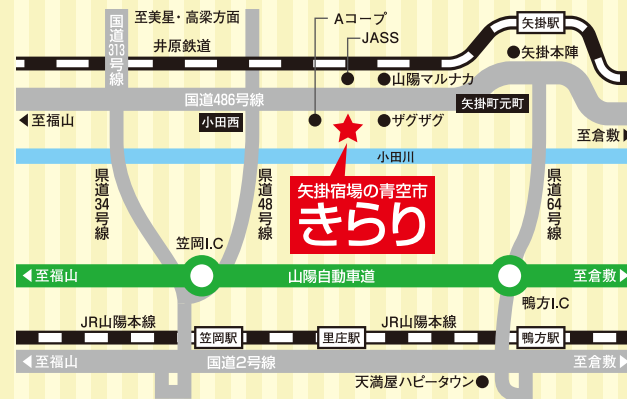 至美星・高梁方面
Aコープ
JASS
矢掛駅
国道313号線
井原鉄道
矢掛本陣
山陽マルナカ
国道486号線
矢掛町元町
至福山
小田西
ザグザグ
至倉敷
小田川
県道34号線
県道48号線
矢掛宿場の青空市
きらり
県道64号線
笠岡I.C
至福山
山陽自動車道
至倉敷
鴨方I.C
JR山陽本線
JR山陽本線
笠岡駅
里庄駅
鴨方駅
至福山
国道2号線
至倉敷
天満屋ハピータウン